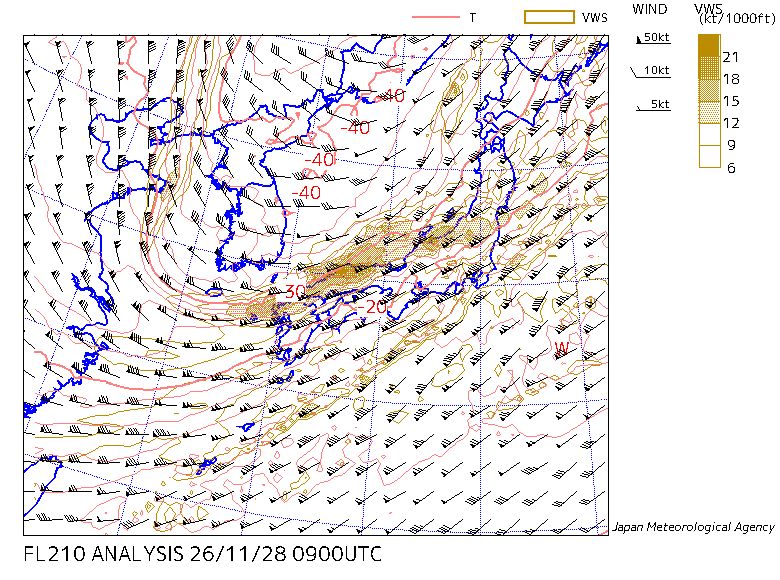 T
VWS
WIND
VWS
(kt/1000ft)
50kt
10kt
5kt
21
18
15
12
9
6
-40
-40
-40
-40
30
20
W
Japan Meteorological Agency
FL210 ANALYSIS 26/11/28 0900UTC